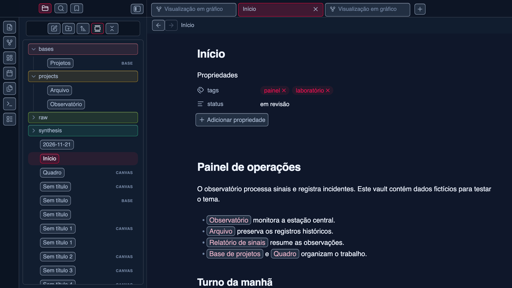 Visualização em gráfico
Início
Visualização em gráfico
Início
bases
Projetos
BASE
projects
Arquivo
Observatório
raw
synthesis
2026-11-21
Início
Quadro
CANVAS
Sem título
CANVAS
Sem título
BASE
Sem título
Sem título 1
CANVAS
Sem título 1
Sem título 2
CANVAS
Sem título 3
CANVAS
CANVAS
Início
Propriedades
tags
painel
laboratório
status
em revisão
Adicionar propriedade
Painel de operações
O observatório processa sinais e registra incidentes. Este vault contém dados fictícios para testar
o tema.
Observatório monitora a estação central.
Arquivo preserva os registros históricos.
Relatório de sinais resume as observações.
Base de projetos e Quadro organizam o trabalho.
Turno da manhã